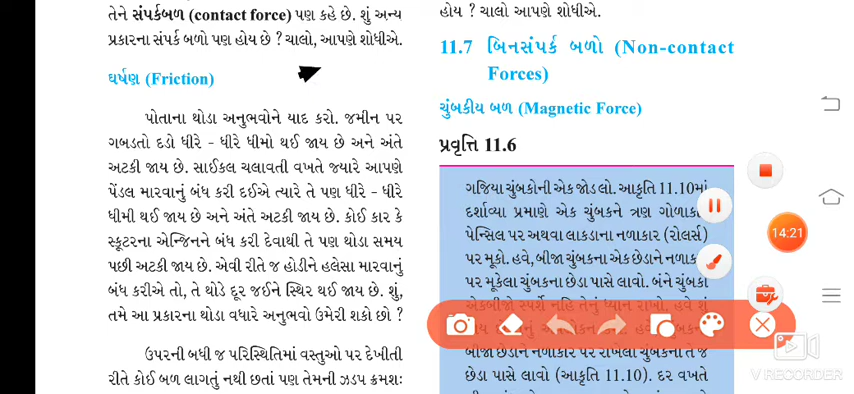 તેને સંપર્કબળ (contact force) પણ કહે છે. શું અન્ય
પ્રકારના સંપર્ક બળો પણ હોય છે ? ચાલો, આપણે શોધીએ.
ઘર્ષણ (Friction)
પોતાના થોડા અનુભવોને યાદ કરો. જમીન પર
ગબડતો દડો ધીરે - ધીરે ધીમો થઈ જાય છે અને અંતે
અટકી જાય છે. સાઈકલ ચલાવતી વખતે જ્યારે આપણે
પેંડલ મારવાનું બંધ કરી દઈએ ત્યારે તે પણ ધીરે - ધીરે
ધીમી થઈ જાય છે અને અંતે અટકી જાય છે. કોઈ કાર કે
સ્કૂટરના એન્જિનને બંધ કરી દેવાથી તે પણ થોડા સમય
પછી અટકી જાય છે. એવી રીતે જ હોડીને હલેસા મારવાનું
બંધ કરીએ તો, તે થોડે દૂર જઈને સ્થિર થઈ જાય છે. શું,
તમે આ પ્રકારના થોડા વધારે અનુભવો ઉમેરી શકો છો ?
ઉપરની બધી જ પરિસ્થિતિમાં વસ્તુઓ પર દેખીતી
રીતે કોઈ બળ લાગતું નથી છતાં પણ તેમની ઝડપ ક્રમશઃ
હોય ? ચાલો આપણે શોધીએ.
11.7 બિનસંપર્ક બળો (Non-contact
Forces)
ચુંબકીય બળ (Magnetic Force)
પ્રવૃત્તિ 11.6
ગજિયા ચુંબકોની એક જોડ લો. આકૃતિ 11.10માં
દર્શાવ્યા પ્રમાણે એક ચુંબકને ત્રણ ગોળાકા
પેન્સિલ પર અથવા લાકડાના નળાકાર (રોલર્સ)
પર મૂકો. હવે, બીજા ચુંબકના એક છેડાને નળાકા
પર મૂકેલા ચુંબકના છેડા પાસે લાવો. બંને ચુંબકો
એકબીજાને સ્પર્શે નહિ તેનું ધ્યાન રાખો. હવે શું
બીજા છેડાને નળાકાર પર રાખેલા ચુંબકના તે જ
છેડા પાસે લાવો (આકૃતિ 11.10). દર વખતે
14:21
V RECORDER